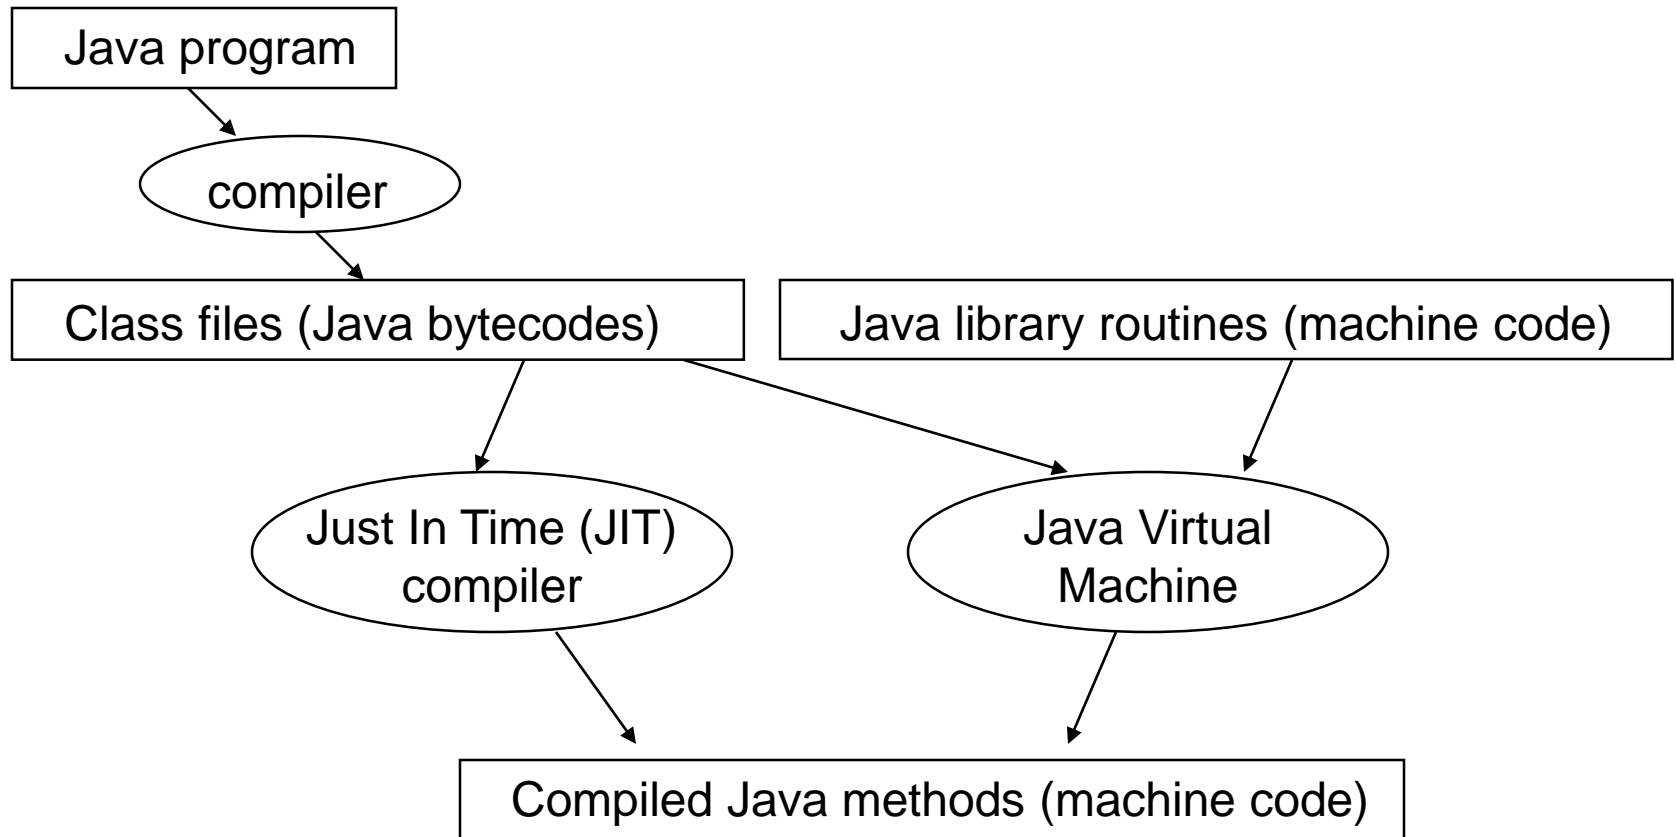 Java program
compiler
Class files (Java bytecodes)
Java library routines (machine code)
Just In Time (JIT)
compiler
Java Virtual
Machine
Compiled Java methods (machine code)